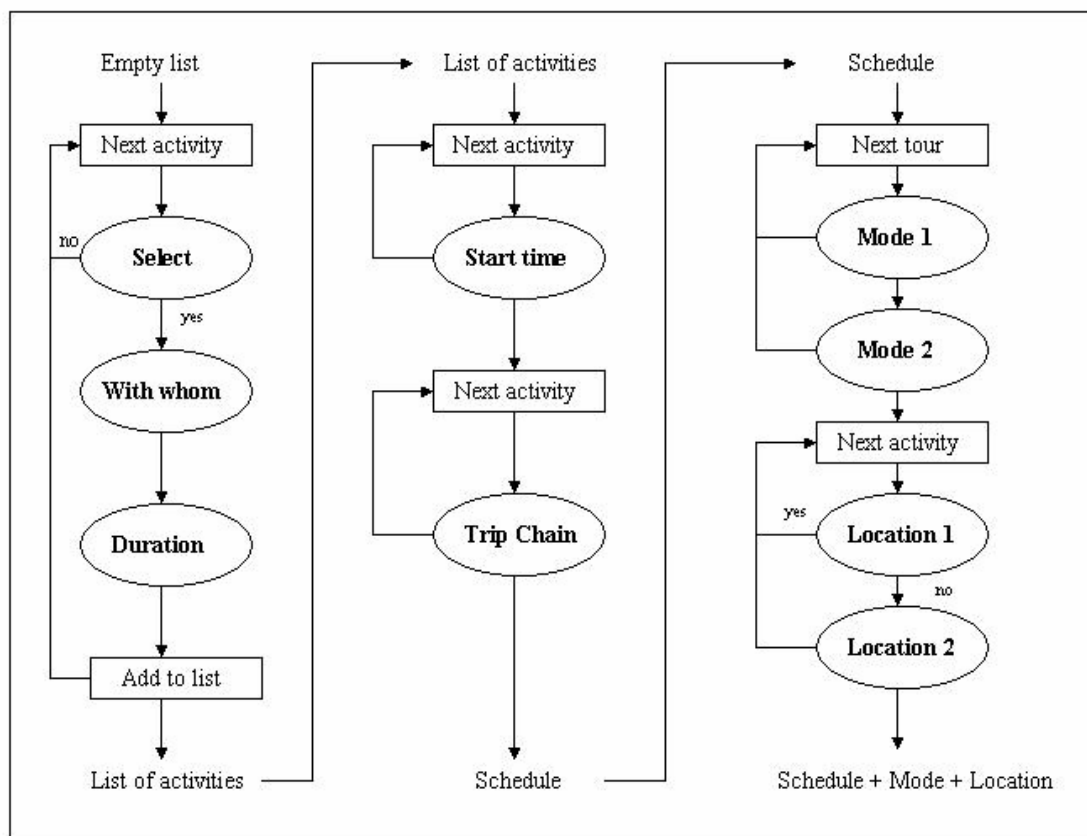 Empty list
Next activity
no
Select
yes
With whom
Duration
Add to list
List of activities
List of activities
Next activity
Start time
Next activity
Trip Chain
Schedule
Schedule
Next tour
Mode 1
Mode 2
Next activity
yes
Location 1
no
Location 2
Schedule + Mode + Location